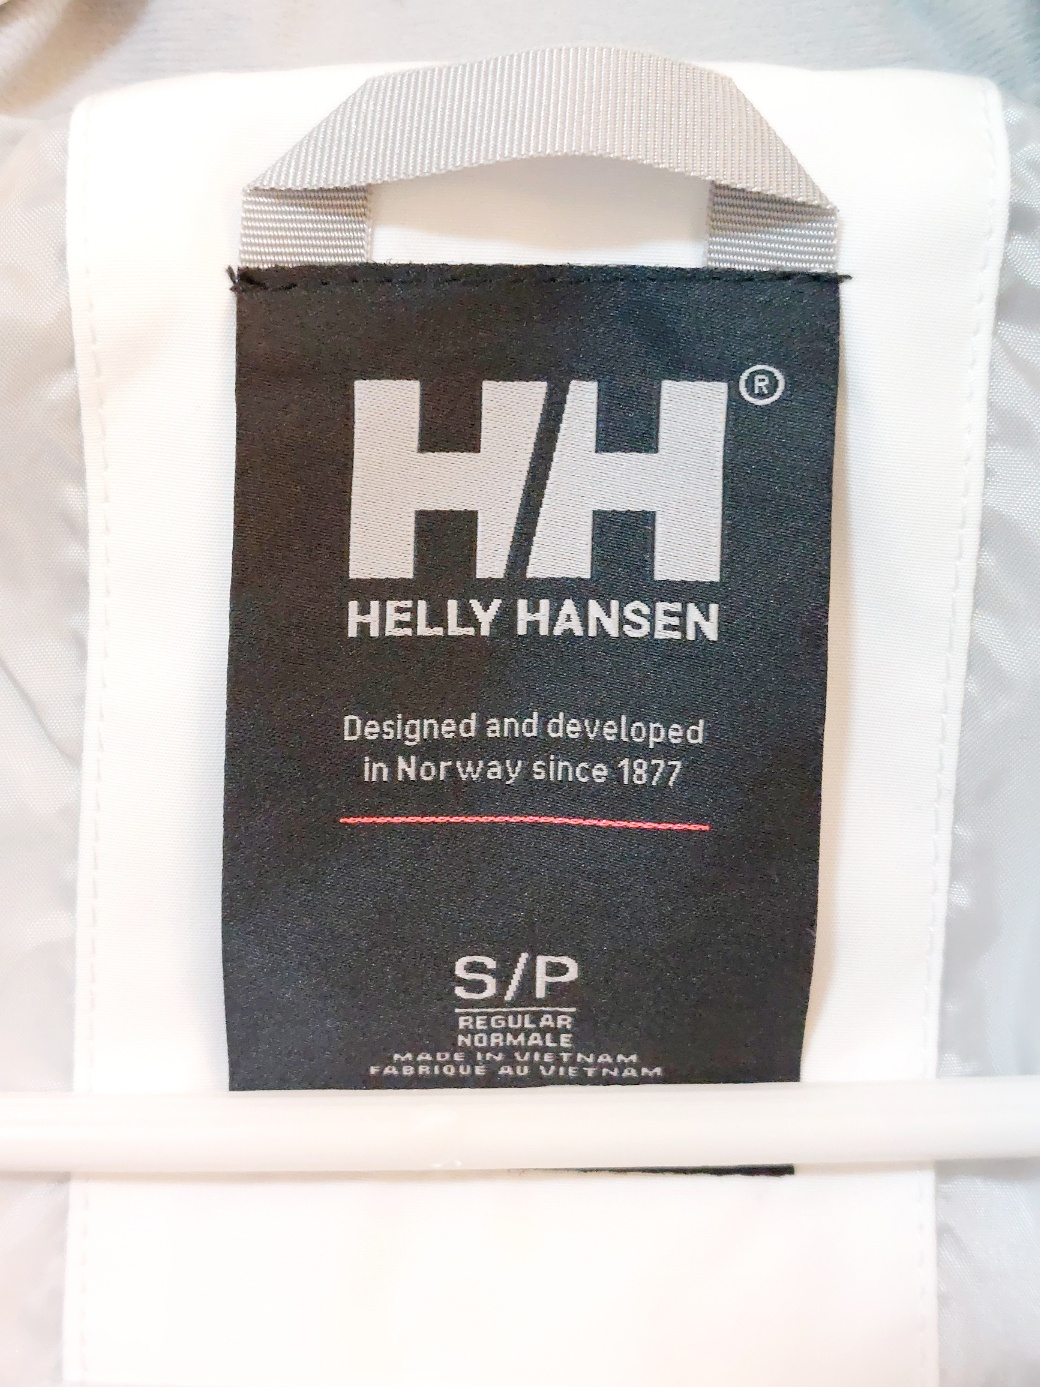 HH®
HELLY HANSEN
Designed and developed
in Norway since 1877
S/P
REGULAR
NORMALE
MADE IN VIETNAM
FABRIQUE AU VIETNAM